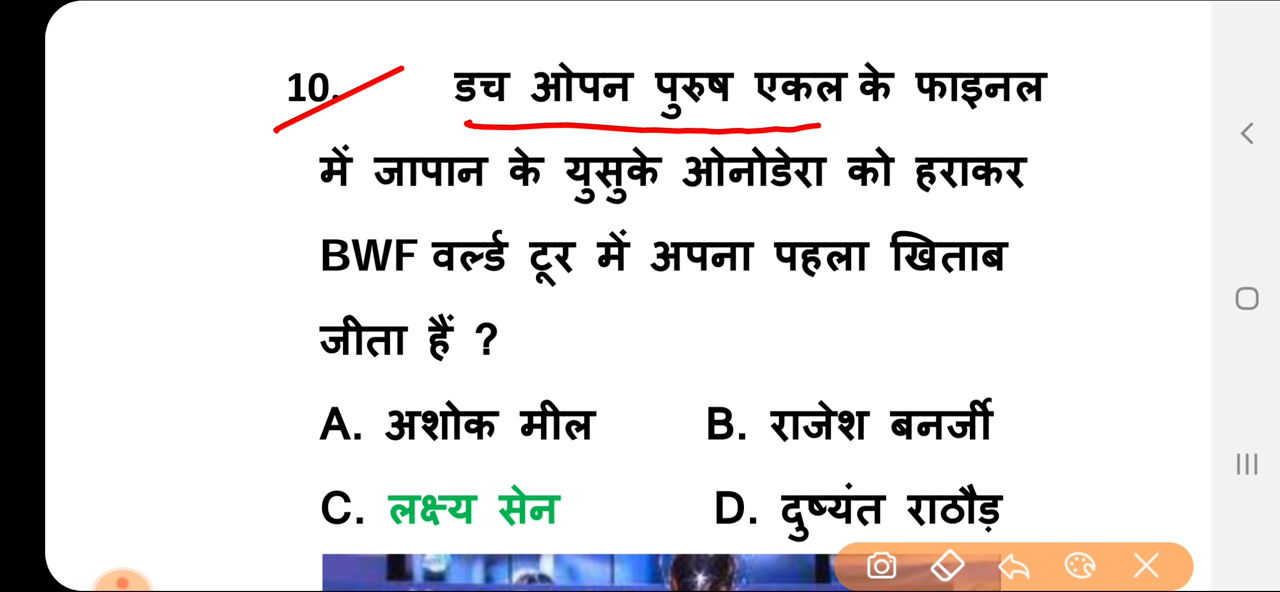 10. डच ओपन पुरुष एकल के फाइनल
में जापान के युसुके ओनोडेरा को हराकर
BWF वर्ल्ड टूर में अपना पहला खिताब
जीता हैं ?
A. अशोक मील B. राजेश बनर्जी
C. लक्ष्य सेन D. दुष्यंत राठौड़